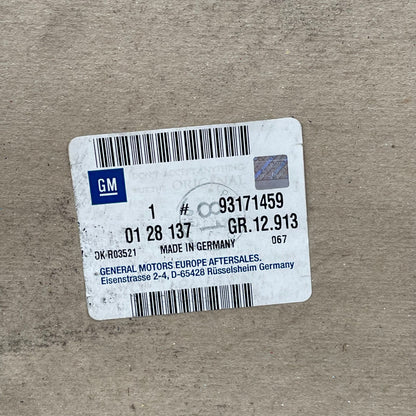 GM
1 # 93171459
01 28 137 GR.12.913
OK-R03521 MADE IN GERMANY 067
GENERAL MOTORS EUROPE AFTERSALES.
Eisenstrasse 2-4, D-65428 Rüsselsheim Germany